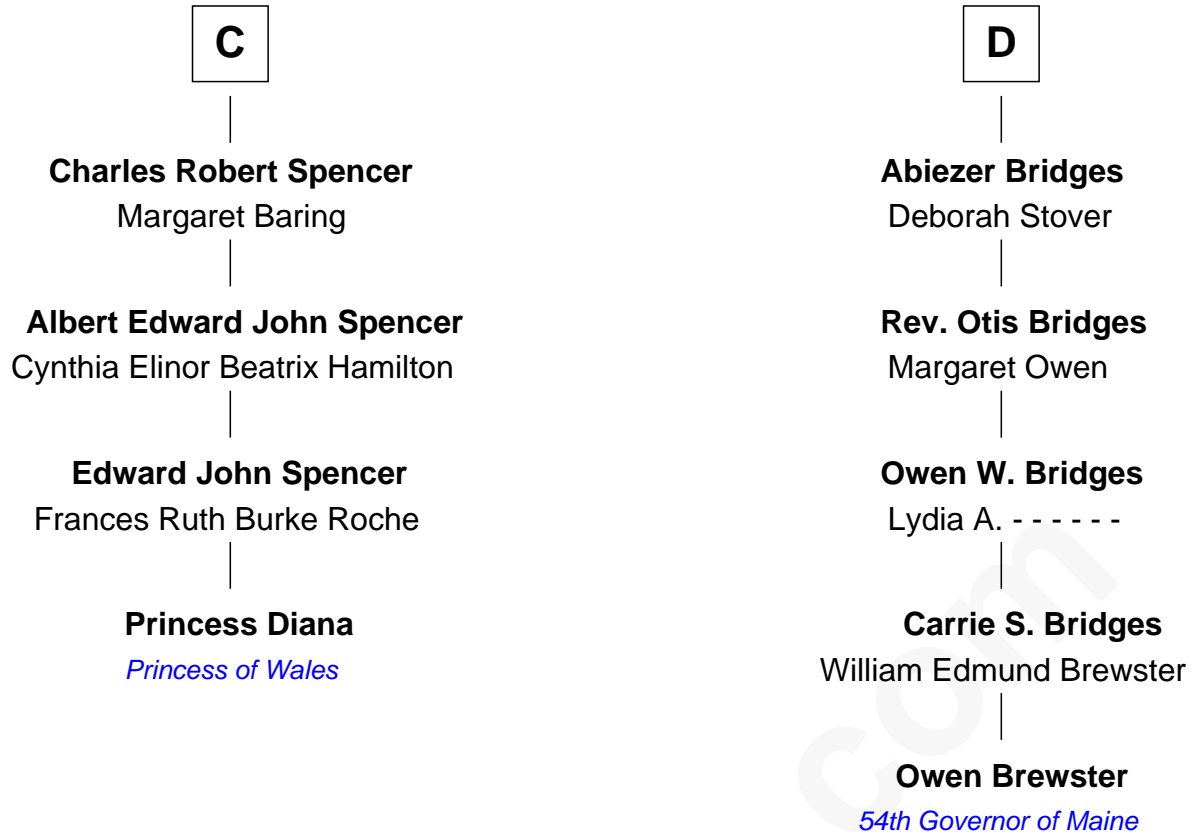 C
Charles Robert Spencer
Margaret Baring
Albert Edward John Spencer
Cynthia Elinor Beatrix Hamilton
Edward John Spencer
Frances Ruth Burke Roche
Princess Diana
Princess of Wales
D
Abiezer Bridges
Deborah Stover
Rev. Otis Bridges
Margaret Owen
Owen W. Bridges
Lydia A. - - - - - -
Carrie S. Bridges
William Edmund Brewster
Owen Brewster
54th Governor of Maine
com